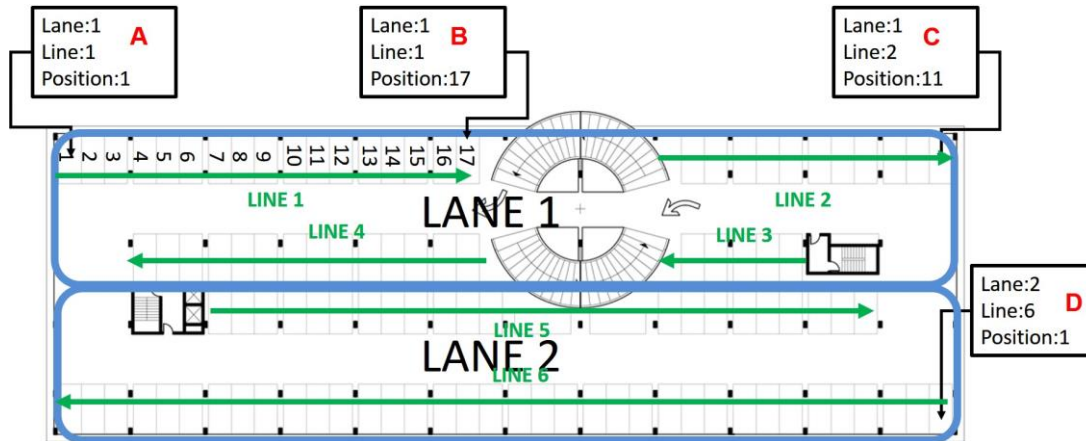 Lane:1
Line:1
Position:1
A
Lane:1
Line:1
Position:17
B
Lane:1
Line:2
Position:11
C
1 2 3 4 5 6 7 8 9 10 11 12 13 14 15 16 17
LINE 1
LINE 2
LANE 1
LINE 4
LINE 3
Lane:2
Line:6
Position:1
D
LINE 5
LANE 2
LINE 6